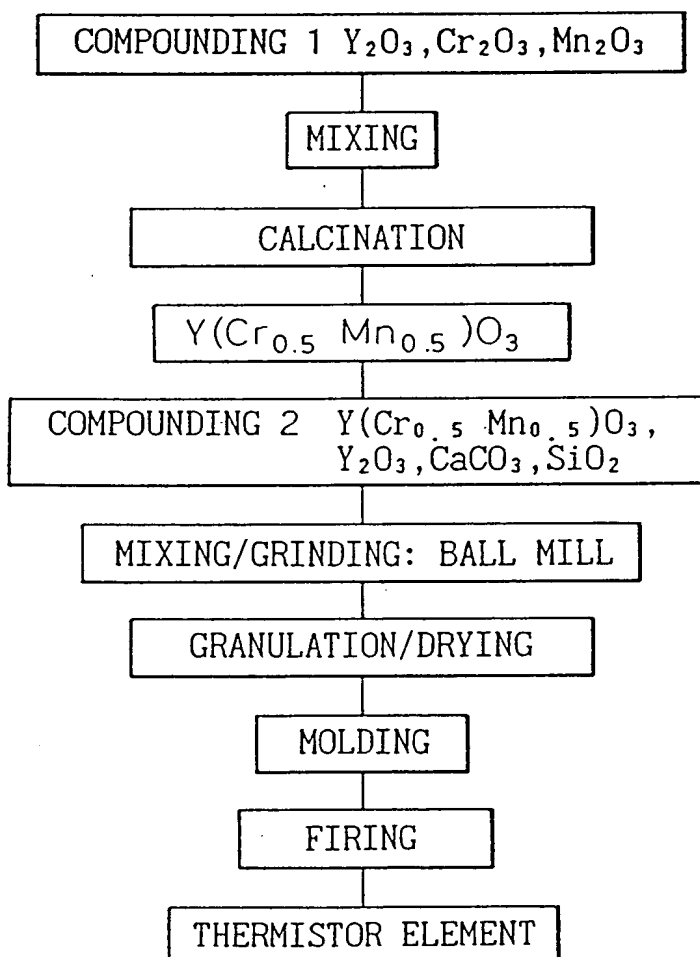 COMPOUNDING 1 Y₂O₃,Cr₂O₃,Mn₂O₃
MIXING
CALCINATION
Y(Cr₀.₅ Mn₀.₅)O₃
COMPOUNDING 2 Y(Cr₀.₅ Mn₀.₅)O₃,
Y₂O₃,CaCO₃,SiO₂
MIXING/GRINDING: BALL MILL
GRANULATION/DRYING
MOLDING
FIRING
THERMISTOR ELEMENT